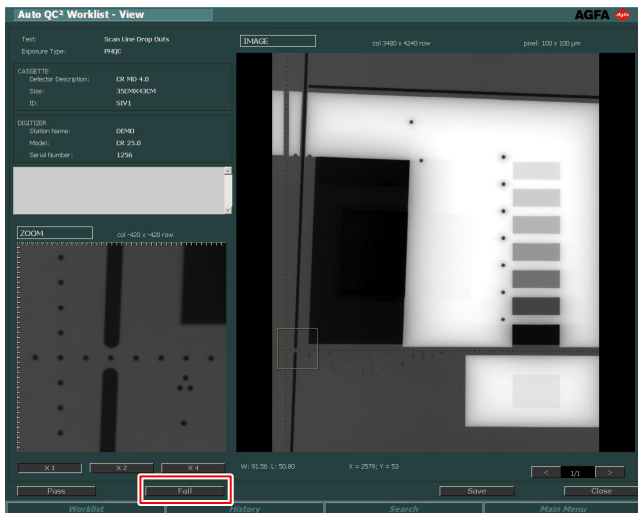 Auto QC² Worklist - View
AGFA
Agfa
Test: Scan Line Drop Outs
Exposure Type: PHQC
CASSETTE
Detector Description: CR MD 4.0
Size: 35CMX43CM
ID: SIV1
DIGITIZER
Station Name: DEMO
Model: CR 25.0
Serial Number: 1256
ZOOM
col -420 x -420 row
IMAGE
col 3480 x 4240 row
pixel: 100 x 100 µm
X 1
X 2
X 4
W: 91.56 L: 50.80
X = 2579; Y = 53
<
1/1
>
Pass
Fail
Save
Close
Worklist
History
Search
Main Menu